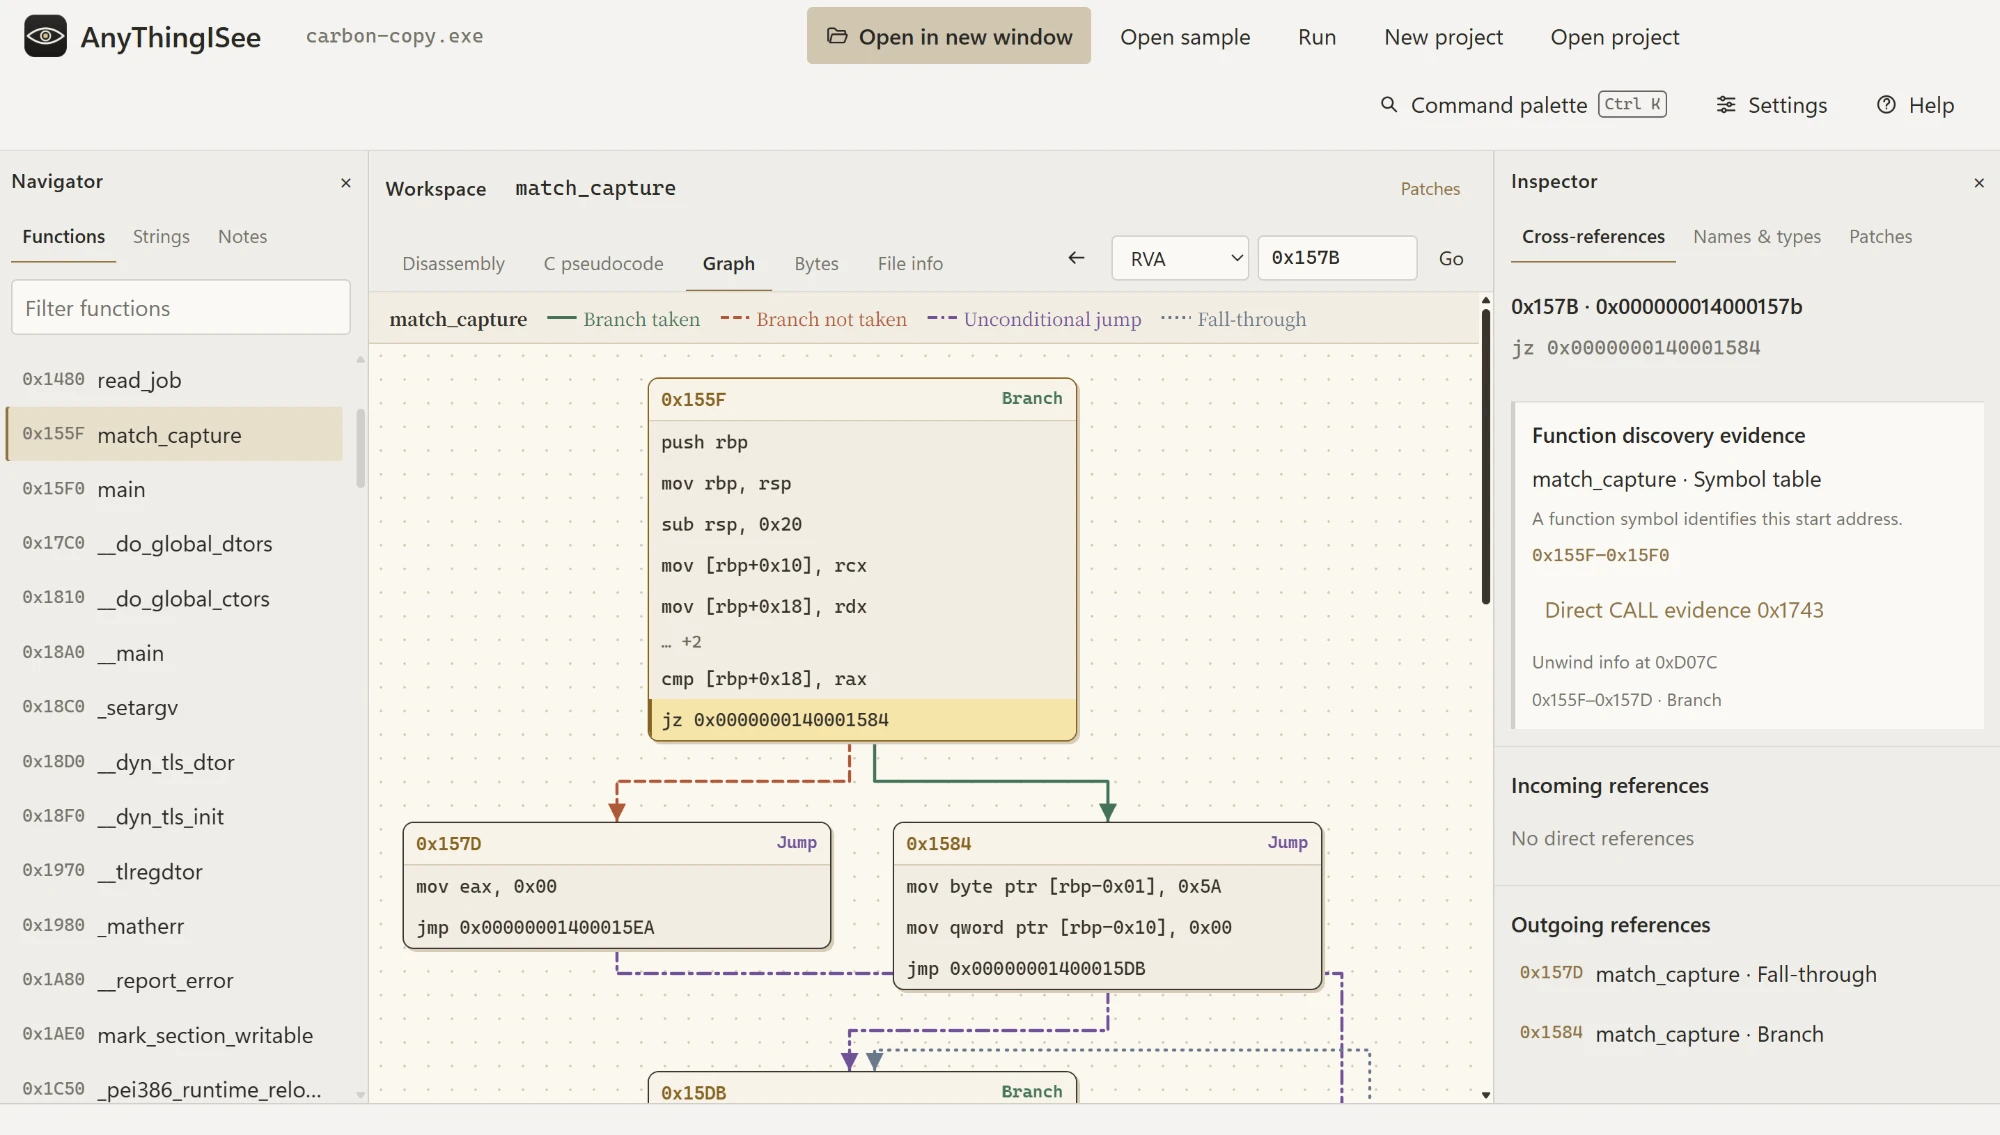 AnyThingISee
carbon-copy.exe
Open in new window
Open sample
Run
New project
Open project
Command palette
Ctrl K
Settings
Help
Navigator
×
Functions
Strings
Notes
Filter functions
0x1480 read_job
0x155F match_capture
0x15F0 main
0x17C0 __do_global_dtors
0x1810 __do_global_ctors
0x18A0 __main
0x18C0 _setargv
0x18D0 __dyn_tls_dtor
0x18F0 __dyn_tls_init
0x1970 __tlregdtor
0x1980 _matherr
0x1A80 __report_error
0x1AE0 mark_section_writable
0x1C50 _pei386_runtime_relo...
Workspace
match_capture
Patches
Disassembly
C pseudocode
Graph
Bytes
File info
←
RVA
0x157B
Go
match_capture
Branch taken
Branch not taken
Unconditional jump
Fall-through
0x155F Branch
push rbp
mov rbp, rsp
sub rsp, 0x20
mov [rbp+0x10], rcx
mov [rbp+0x18], rdx
… +2
cmp [rbp+0x18], rax
jz 0x0000000140001584
0x157D Jump
mov eax, 0x00
jmp 0x00000001400015EA
0x1584 Jump
mov byte ptr [rbp-0x01], 0x5A
mov qword ptr [rbp-0x10], 0x00
jmp 0x00000001400015DB
0x15DB Branch
Inspector
×
Cross-references
Names & types
Patches
0x157B · 0x000000014000157b
jz 0x0000000140001584
Function discovery evidence
match_capture · Symbol table
A function symbol identifies this start address.
0x155F–0x15F0
Direct CALL evidence 0x1743
Unwind info at 0xD07C
0x155F–0x157D · Branch
Incoming references
No direct references
Outgoing references
0x157D match_capture · Fall-through
0x1584 match_capture · Branch